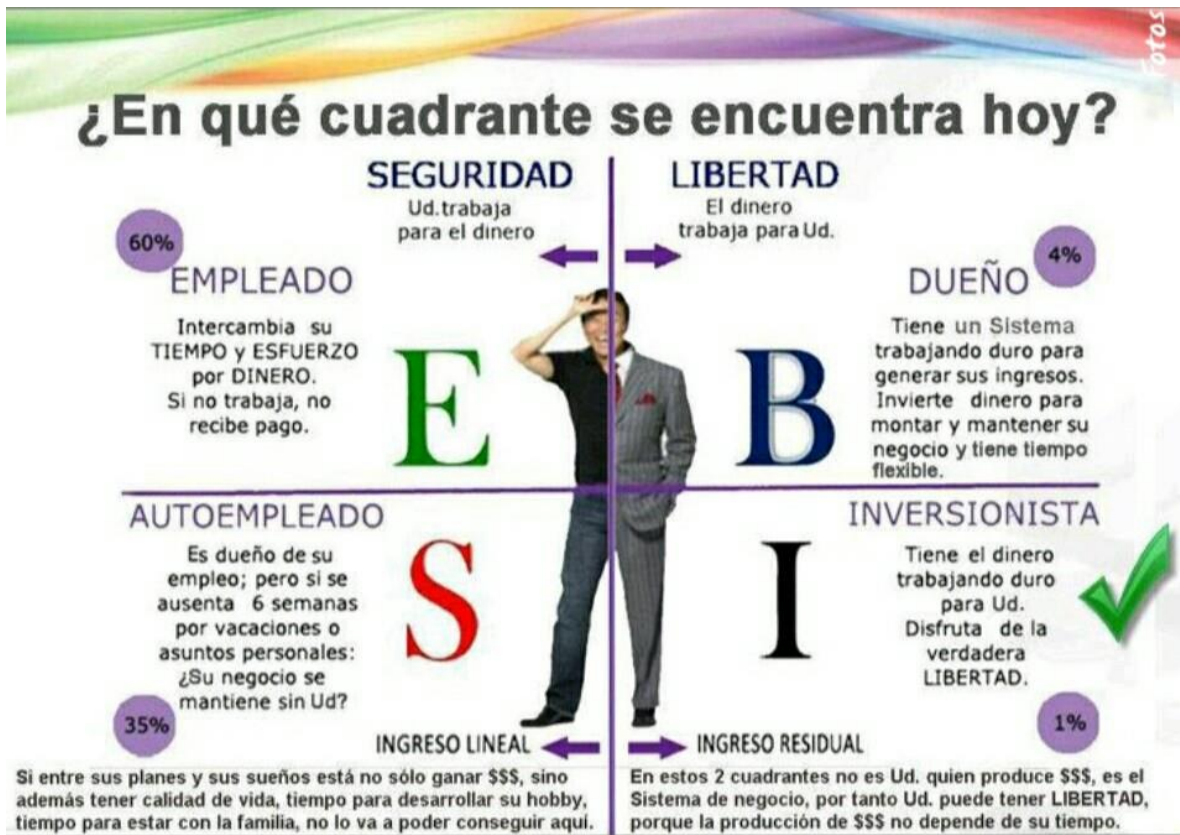 Fotos
¿En qué cuadrante se encuentra hoy?
SEGURIDAD
Ud.trabaja
para el dinero
LIBERTAD
El dinero
trabaja para Ud.
60%
EMPLEADO
Intercambia su
TIEMPO y ESFUERZO
por DINERO.
Si no trabaja, no
recibe pago.
E
4%
DUEÑO
Tiene un Sistema
trabajando duro para
generar sus ingresos.
Invierte dinero para
montar y mantener su
negocio y tiene tiempo
flexible.
B
AUTOEMPLEADO
Es dueño de su
empleo; pero si se
ausenta 6 semanas
por vacaciones o
asuntos personales:
¿Su negocio se
mantiene sin Ud?
35%
S
INVERSIONISTA
Tiene el dinero
trabajando duro
para Ud.
Disfruta de la
verdadera
LIBERTAD.
1%
I
INGRESO LINEAL
INGRESO RESIDUAL
Si entre sus planes y sus sueños está no sólo ganar $$$, sino
además tener calidad de vida, tiempo para desarrollar su hobby,
tiempo para estar con la familia, no lo va a poder conseguir aquí.
En estos 2 cuadrantes no es Ud. quien produce $$$, es el
Sistema de negocio, por tanto Ud. puede tener LIBERTAD,
porque la producción de $$$ no depende de su tiempo.